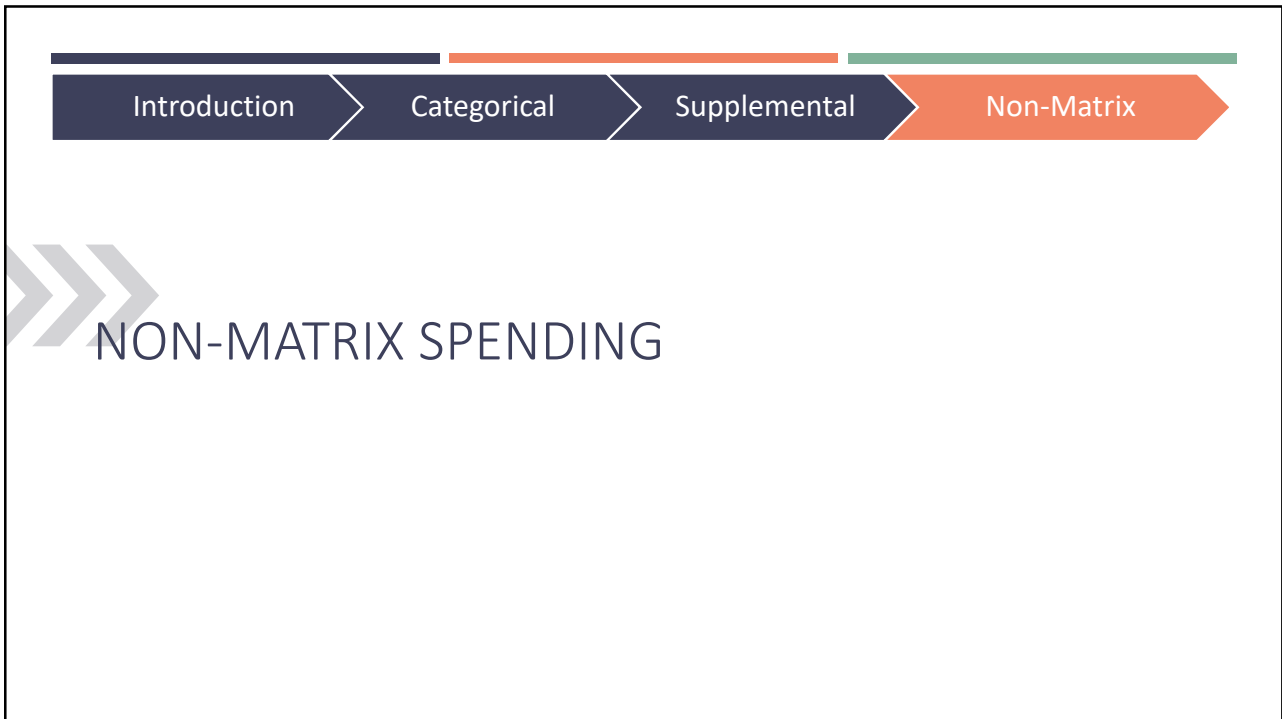 Introduction Categorical Supplemental Non-Matrix
NON-MATRIX SPENDING